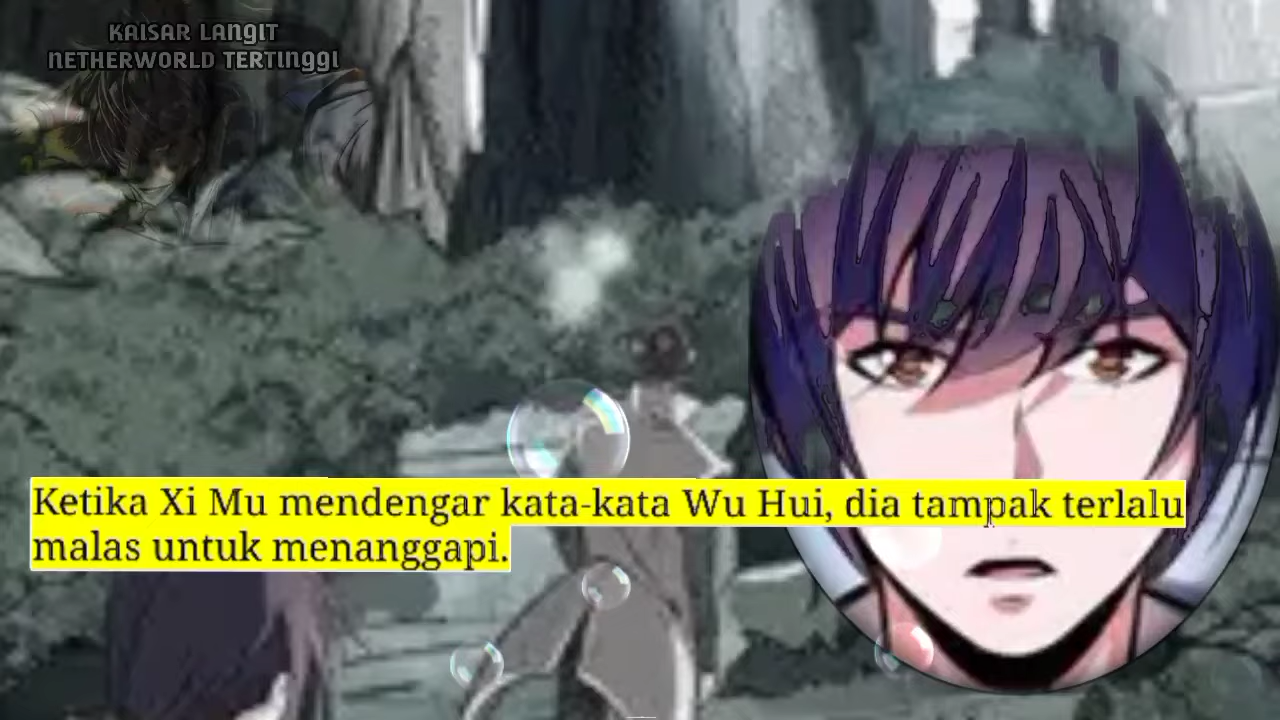 KAISAR LANGIT
NETHERWORLD TERTINGGI
Ketika Xi Mu mendengar kata-kata Wu Hui, dia tampak terlalu
malas untuk menanggapi.